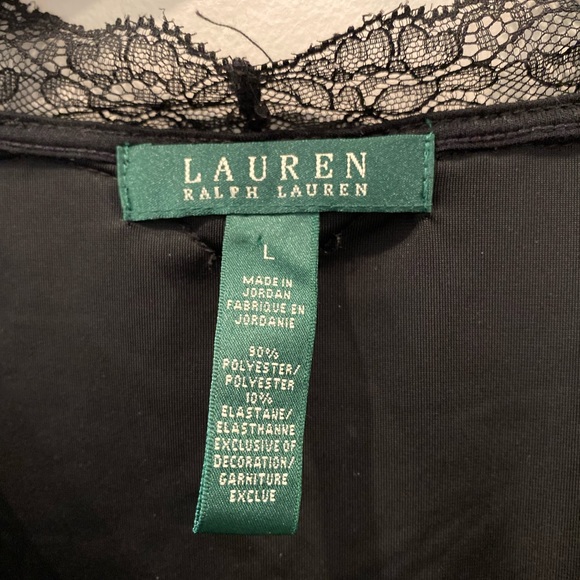 LAUREN
RALPH LAUREN
L
MADE IN
JORDAN
FABRIQUE EN
JORDANIE
90%
POLYESTER/
POLYESTER
10%
ELASTANE/
ELASTHANNE
EXCLUSIVE OF
DECORATION/
GARNITURE
EXCLUE